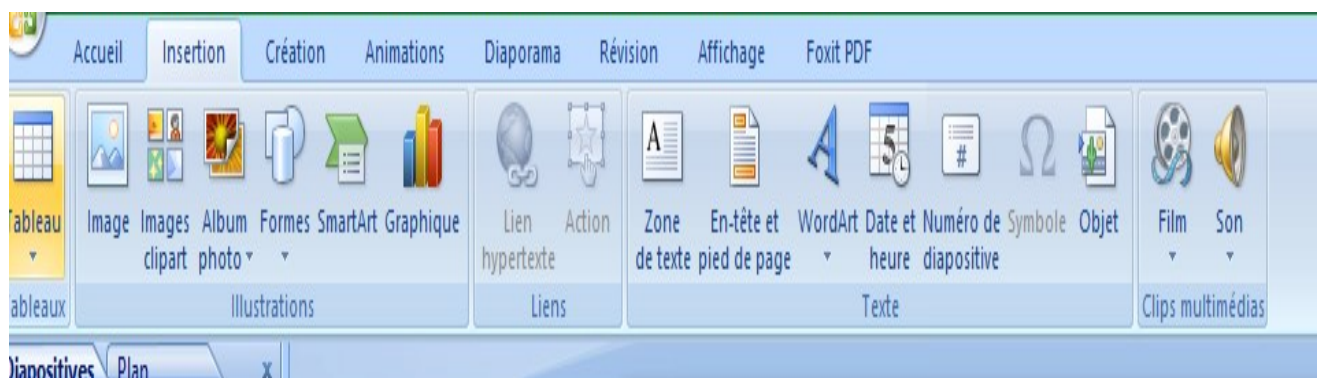 Accueil Insertion Création Animations Diaporama Révision Affichage Foxit PDF
Tableau Image Images clipart Album photo Formes SmartArt Graphique Lien hypertexte Action Zone de texte En-tête et pied de page WordArt Date et heure Numéro de diapositive Symbole Objet Film Son
Tableaux Illustrations Liens Texte Clips multimédias
Diapositives Plan x